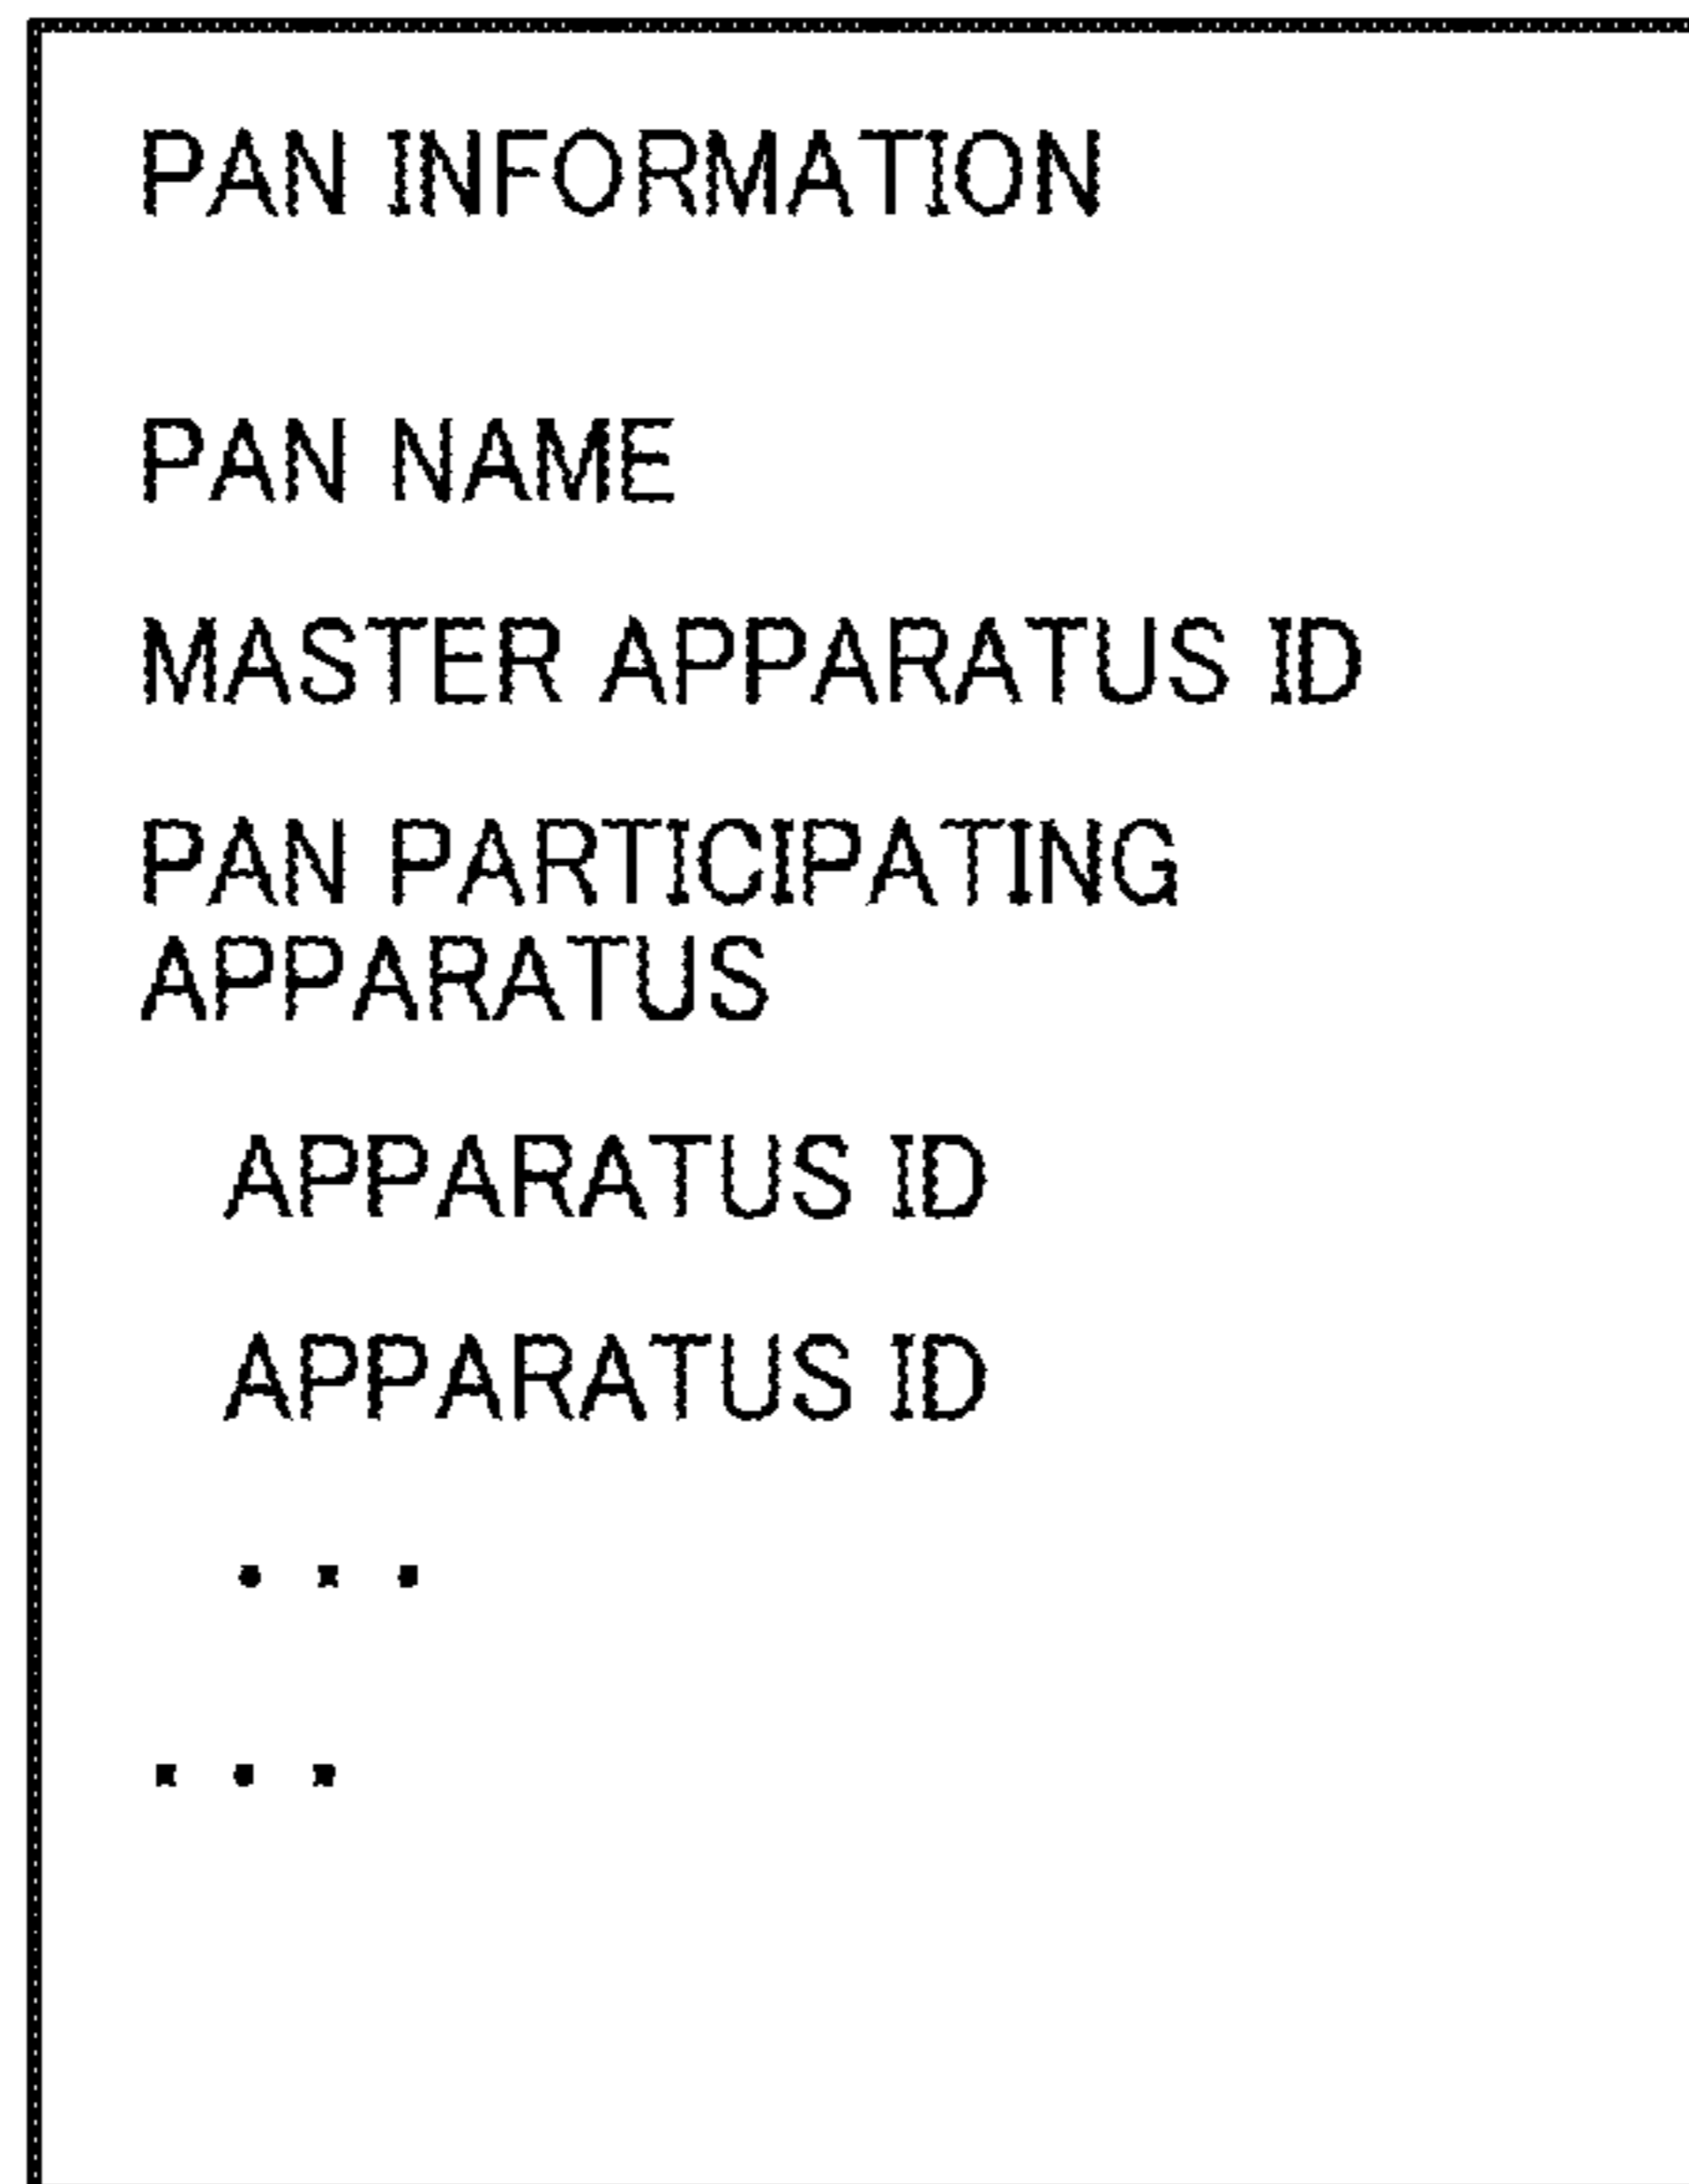 PAN INFORMATION
PAN NAME
MASTER APPARATUS ID
PAN PARTICIPATING
APPARATUS
APPARATUS ID
APPARATUS ID
...
...